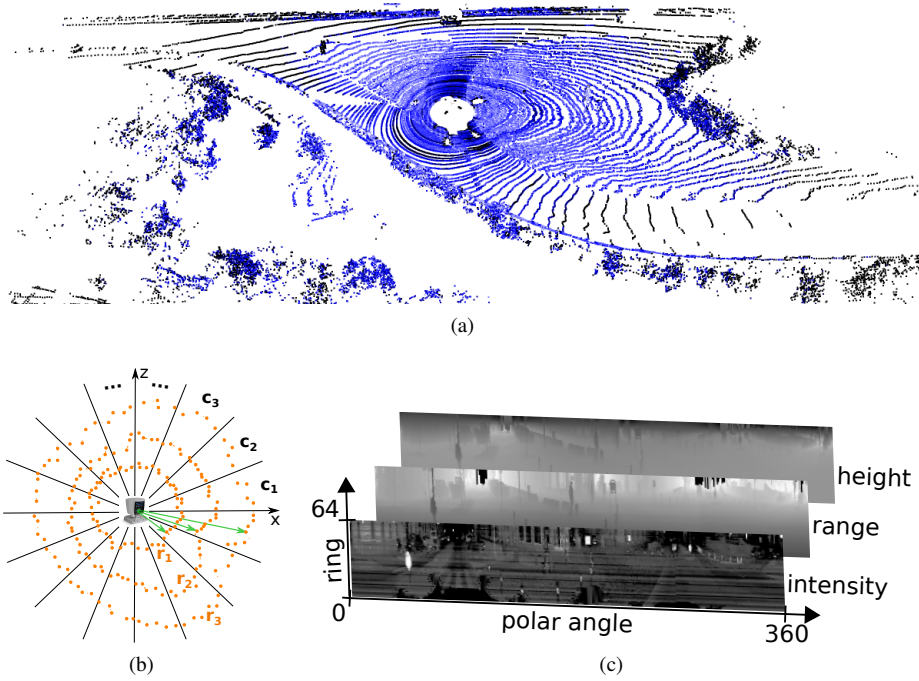 (a)
... ...
z
c3
c2
c1
x
r1
r2
r3
(b)
height
range
intensity
64
ring
0
polar angle
360
(c)